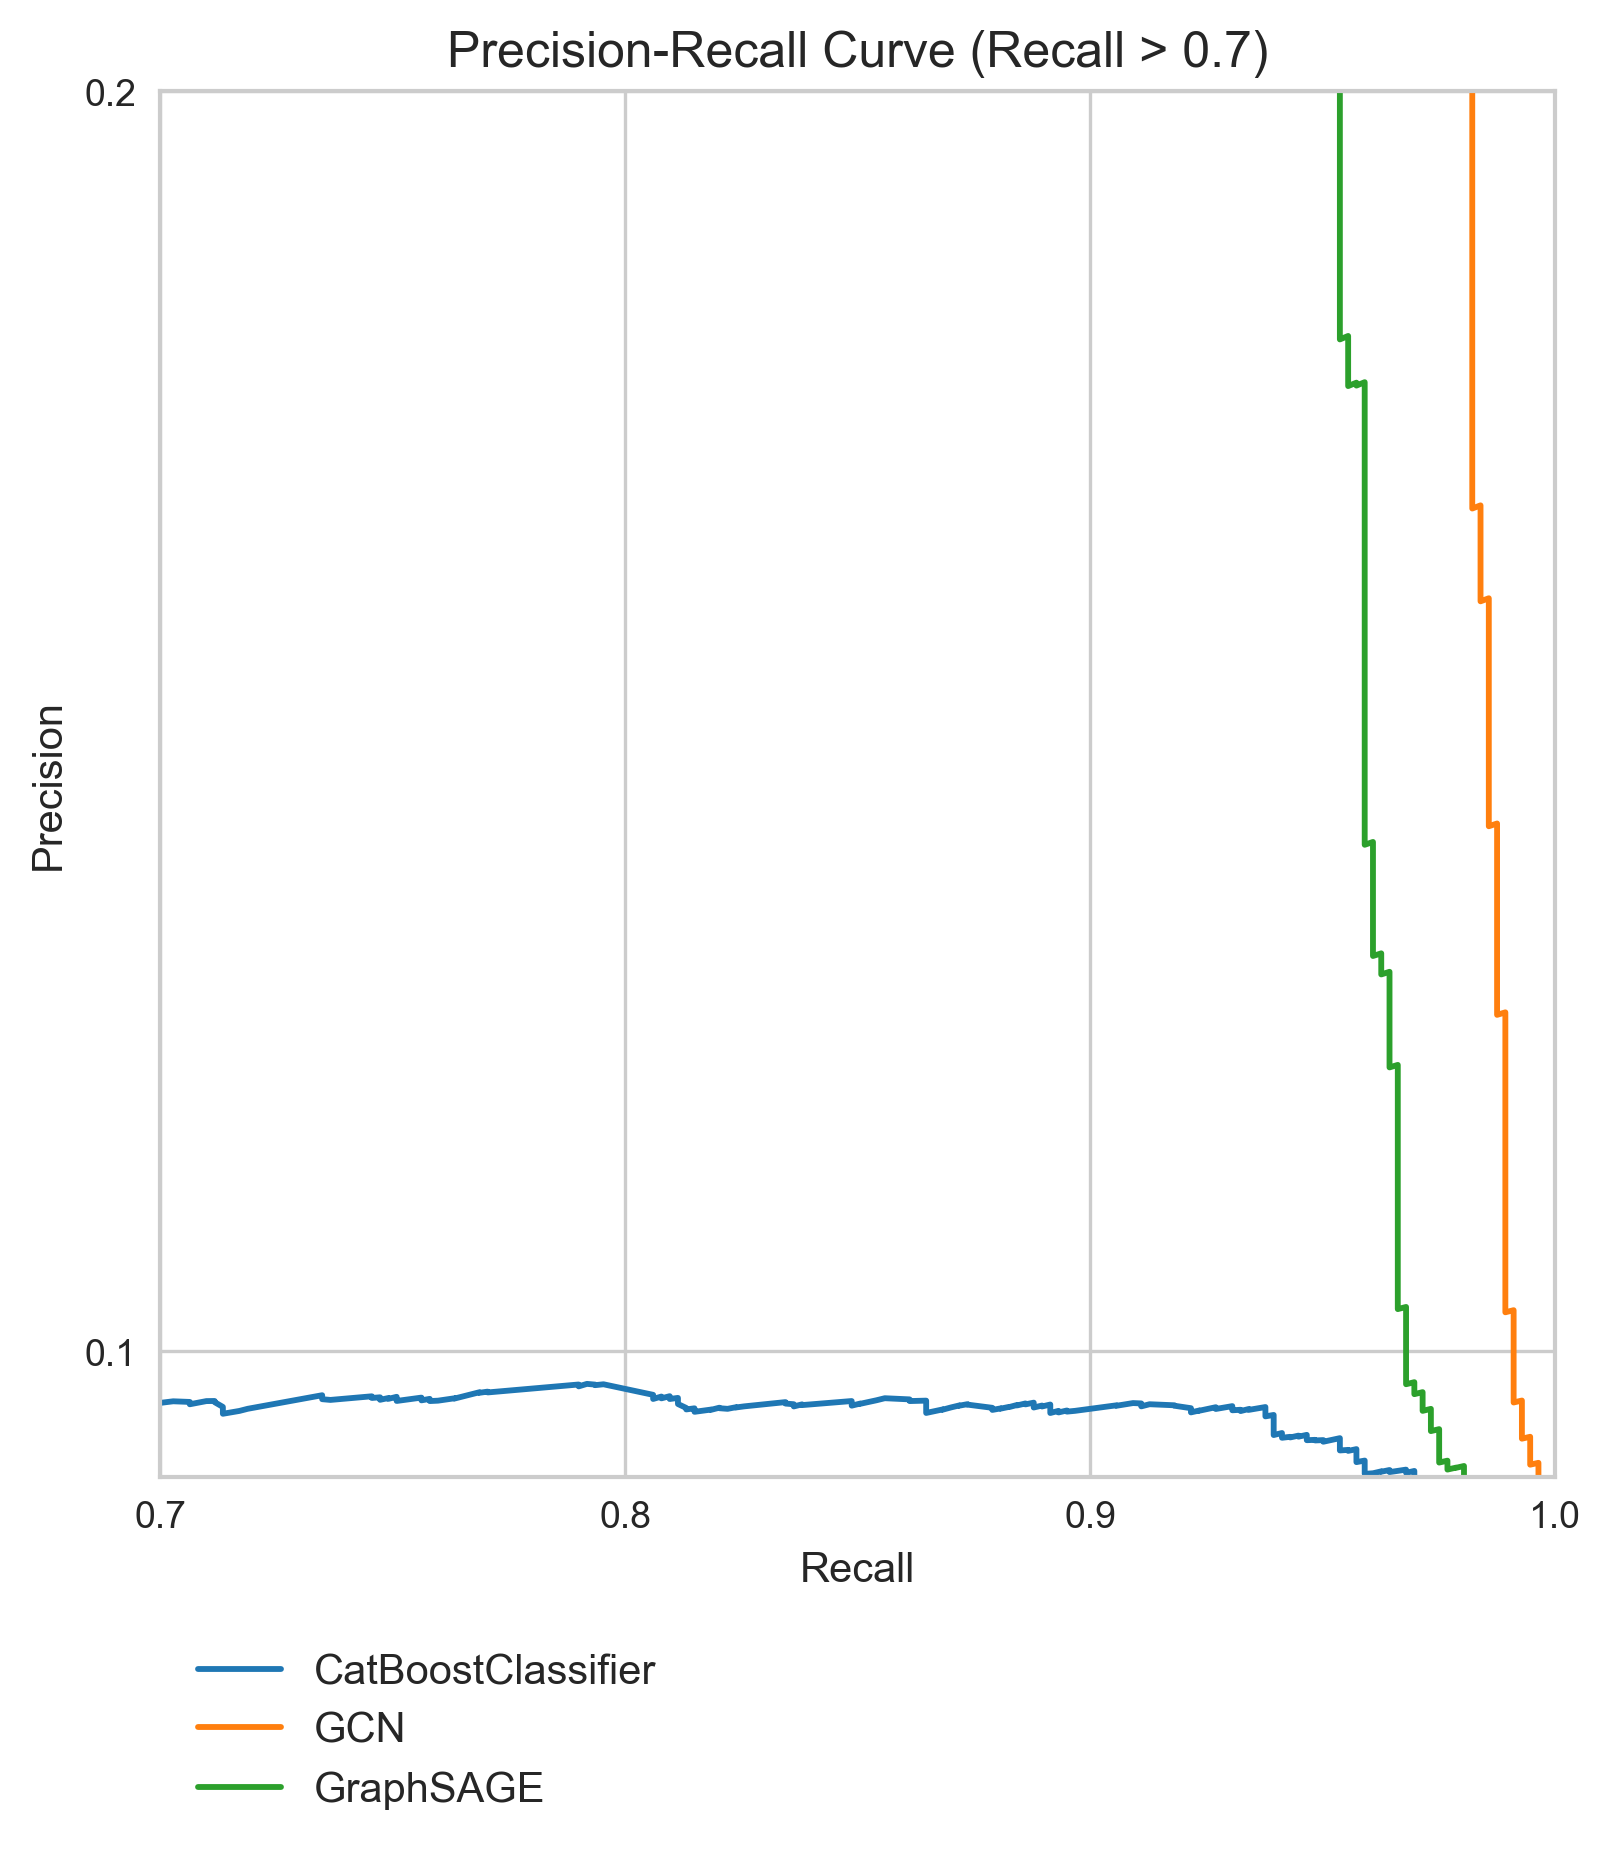 Precision-Recall Curve (Recall > 0.7)
0.2
Precision
0.1
0.7 0.8 0.9 1.0
Recall
CatBoostClassifier
GCN
GraphSAGE